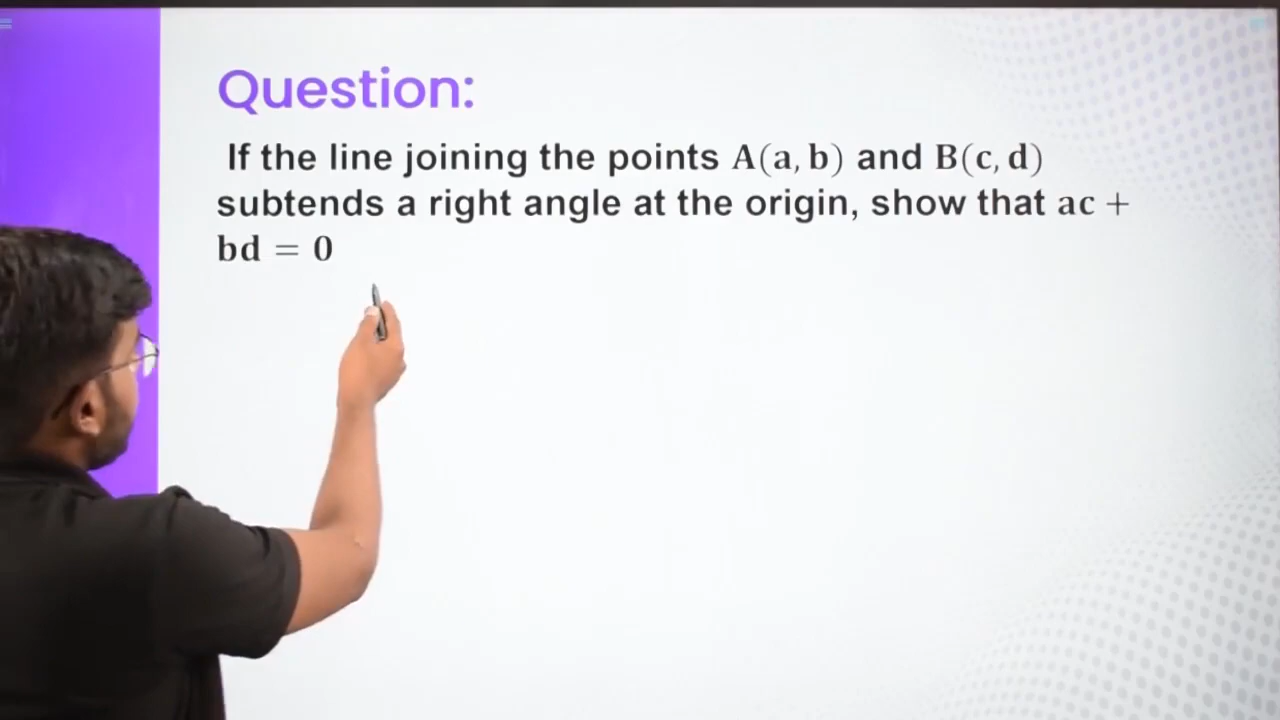 Question:
If the line joining the points A(a, b) and B(c, d)
subtends a right angle at the origin, show that ac +
bd = 0